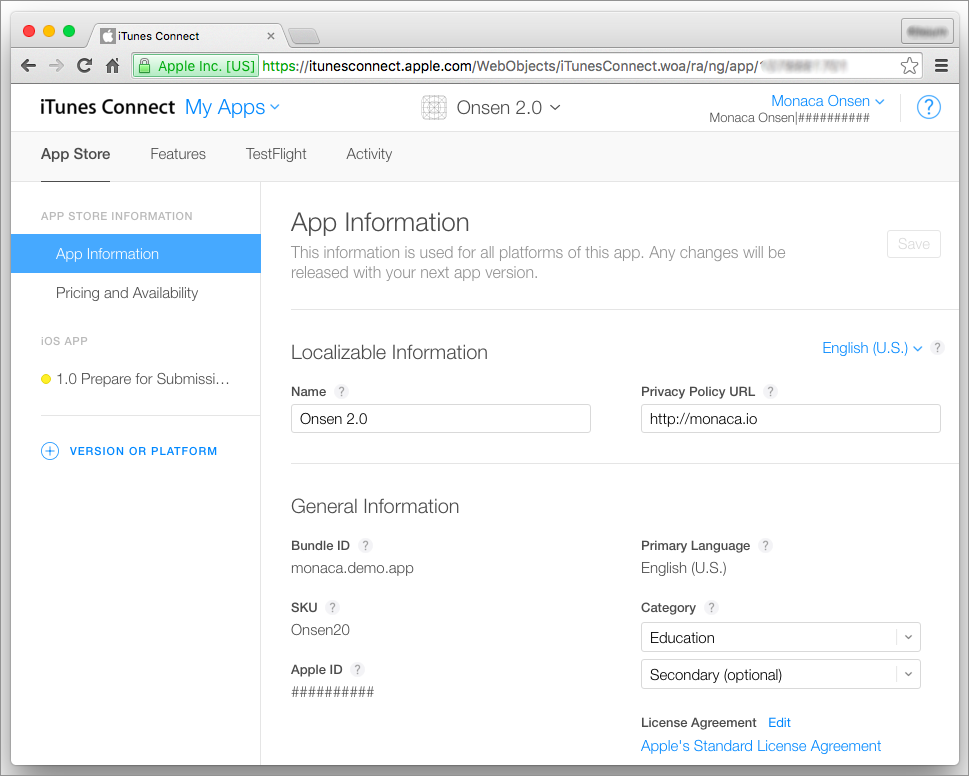 iTunes Connect
Apple Inc. [US] https://itunesconnect.apple.com/WebObjects/iTunesConnect.woa/ra/ng/app/
iTunes Connect My Apps Onsen 2.0 Monaca Onsen ?
Monaca Onsen|##########
App Store Features TestFlight Activity
APP STORE INFORMATION
App Information
Pricing and Availability
iOS APP
1.0 Prepare for Submissi...
VERSION OR PLATFORM
App Information
This information is used for all platforms of this app. Any changes will be
released with your next app version.
Save
Localizable Information
English (U.S.) ?
Name ?
Onsen 2.0
Privacy Policy URL ?
http://monaca.io
General Information
Bundle ID ?
monaca.demo.app
SKU ?
Onsen20
Apple ID ?
##########
Primary Language ?
English (U.S.)
Category ?
Education
Secondary (optional)
License Agreement Edit
Apple's Standard License Agreement